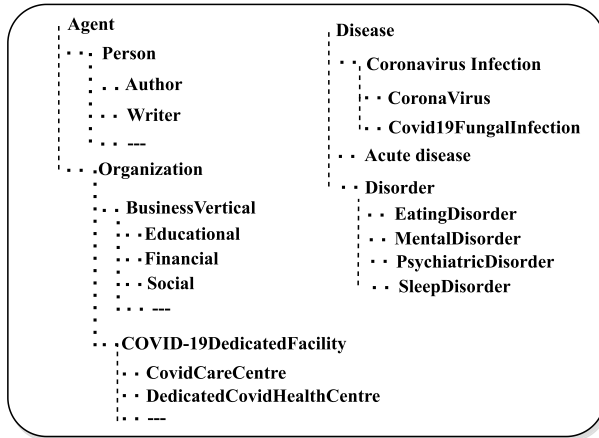 Agent
Person
Author
Writer
---
Organization
BusinessVertical
Educational
Financial
Social
---
COVID-19DedicatedFacility
CovidCareCentre
DedicatedCovidHealthCentre
---
Disease
Coronavirus Infection
CoronaVirus
Covid19FungalInfection
Acute disease
Disorder
EatingDisorder
MentalDisorder
PsychiatricDisorder
SleepDisorder